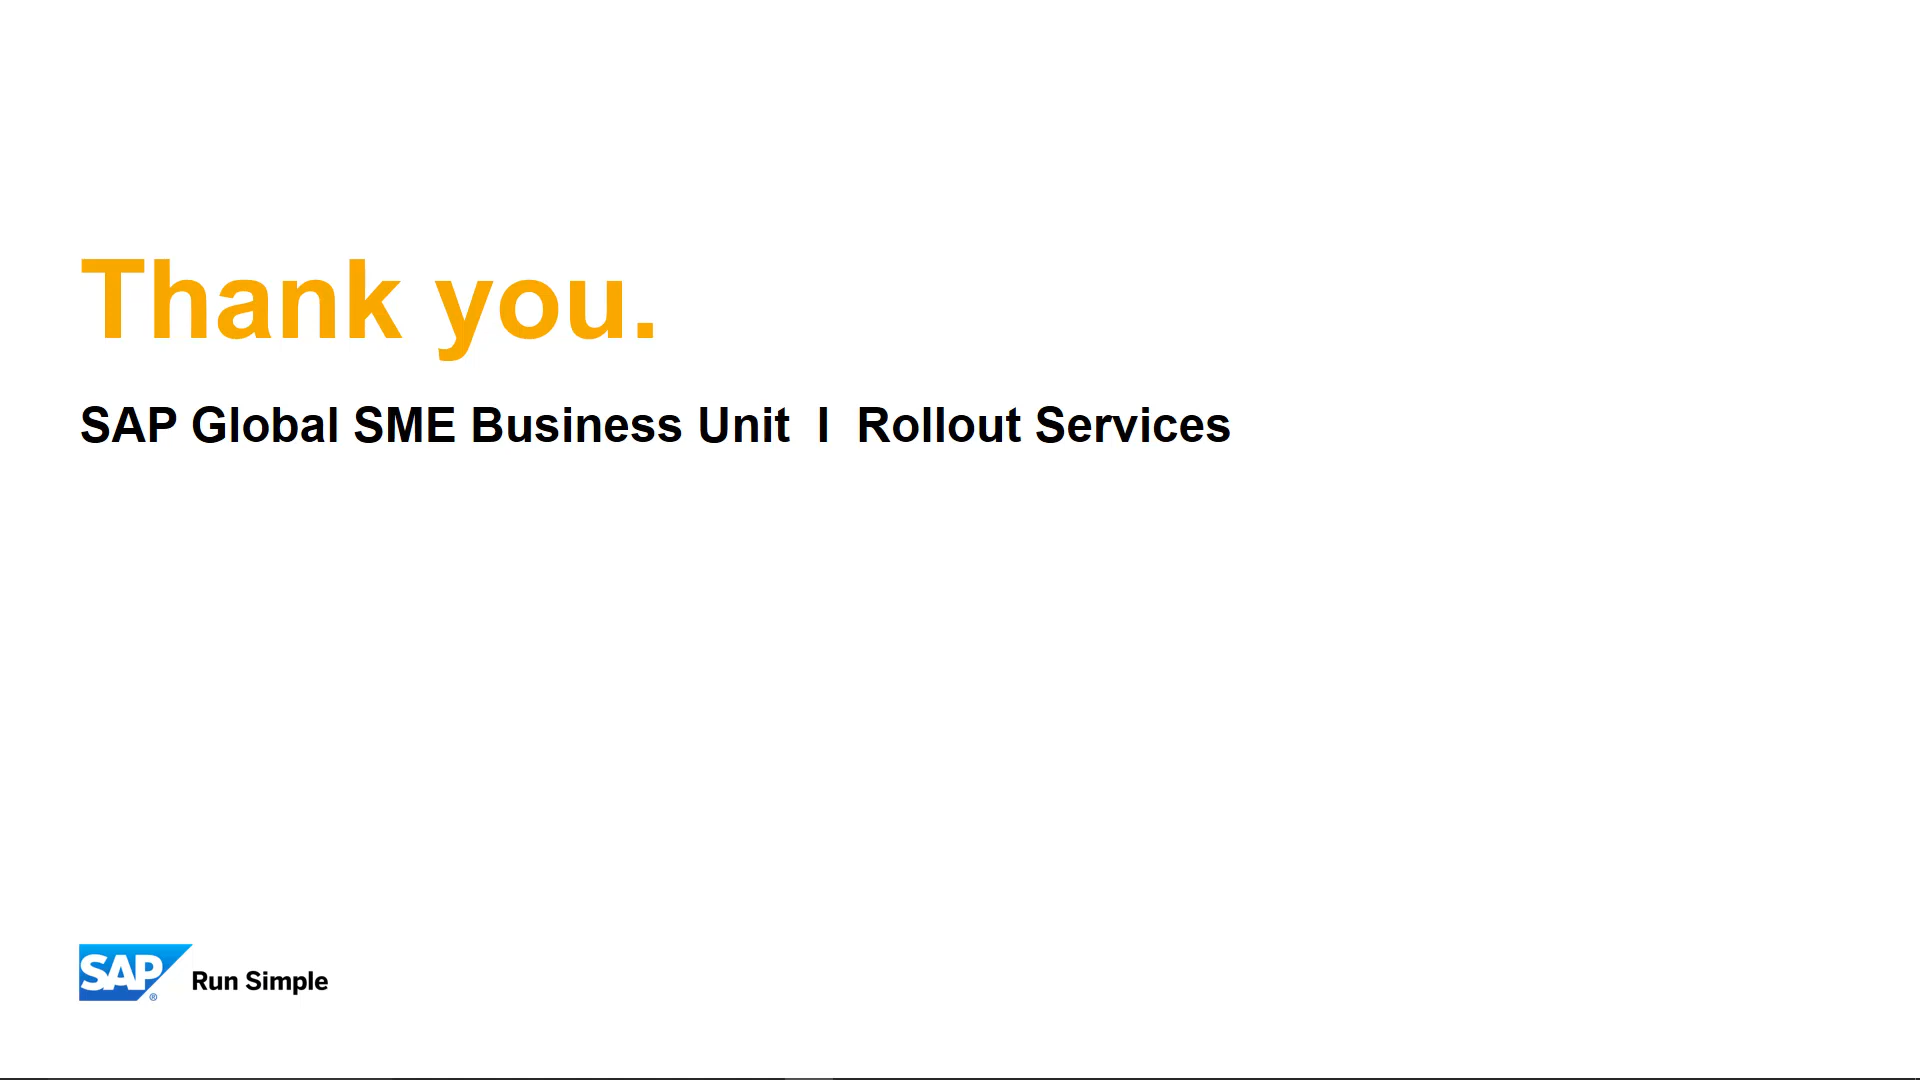 Thank you.
SAP Global SME Business Unit I Rollout Services
SAP® Run Simple